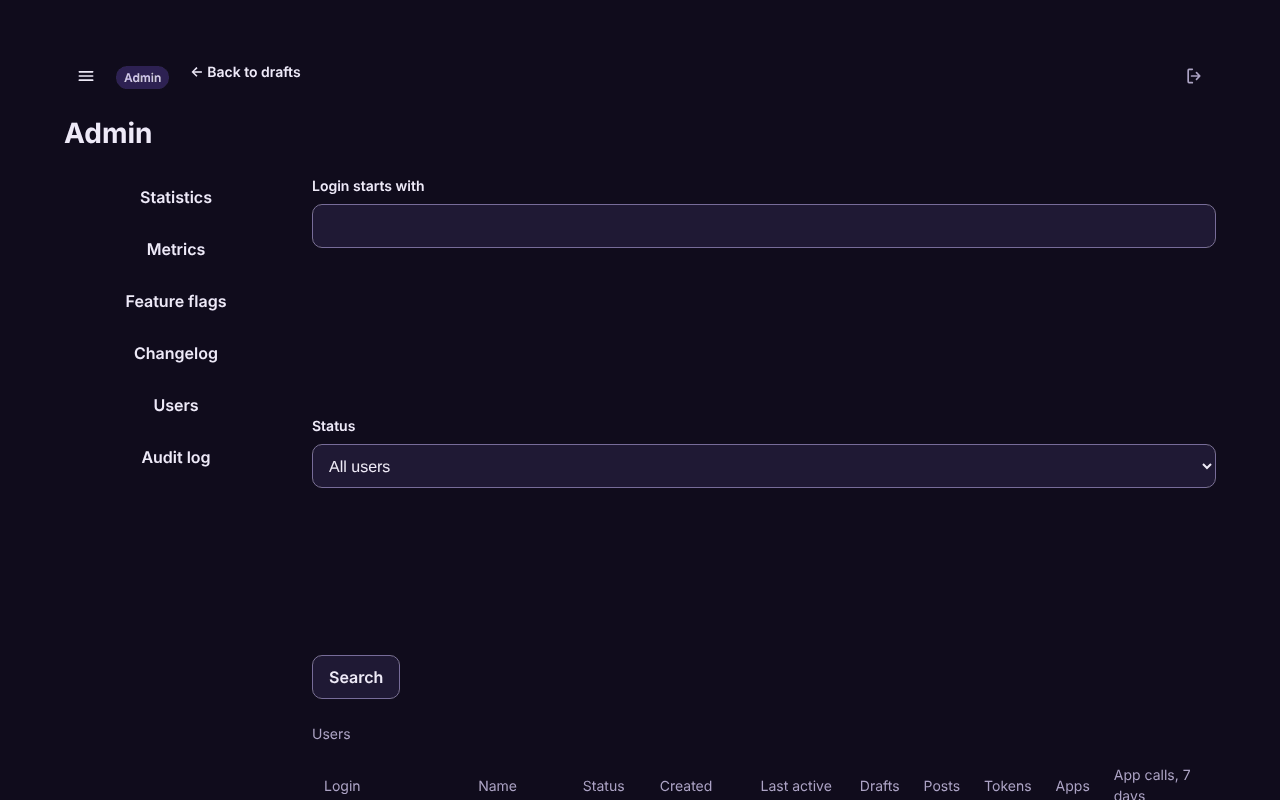 Admin
← Back to drafts
Admin
Statistics
Metrics
Feature flags
Changelog
Users
Audit log
Login starts with
Status
All users
Search
Users
Login Name Status Created Last active Drafts Posts Tokens Apps App calls, 7 days